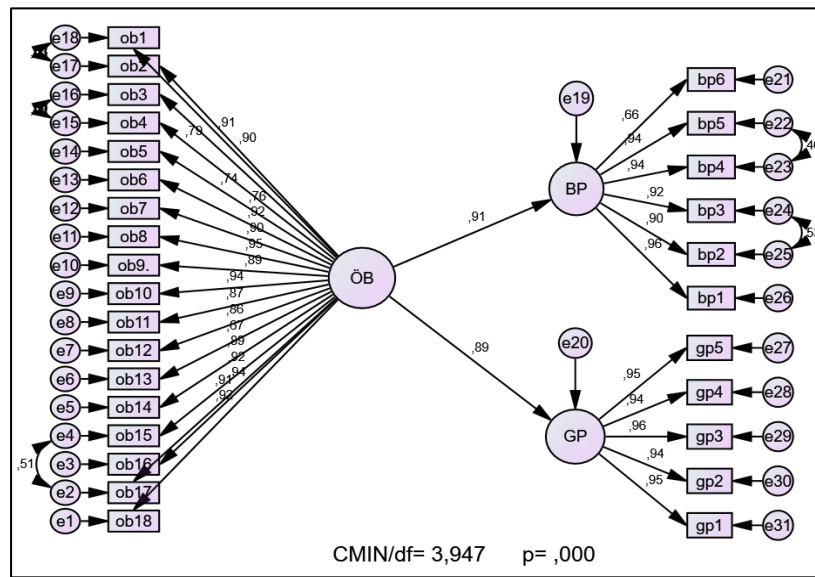 e18 ob1
e17 ob2
e16 ob3
e15 ob4
e14 ob5
e13 ob6
e12 ob7
e11 ob8
e10 ob9.
e9 ob10
e8 ob11
e7 ob12
e6 ob13
e5 ob14
e4 ob15
e3 ob16
e2 ob17
e1 ob18
,51
,91
,90
,79
,74
,76
,92
,90
,95
,89
,94
,87
,86
,67
,89
,92
,94
,91
,92
ÖB
,91
,89
e19
BP
,66
,94
,94
,92
,90
,96
bp6 e21
bp5 e22
bp4 e23
bp3 e24
bp2 e25
bp1 e26
e20
GP
,95
,94
,96
,94
,95
gp5 e27
gp4 e28
gp3 e29
gp2 e30
gp1 e31
CMIN/df= 3,947 p= ,000